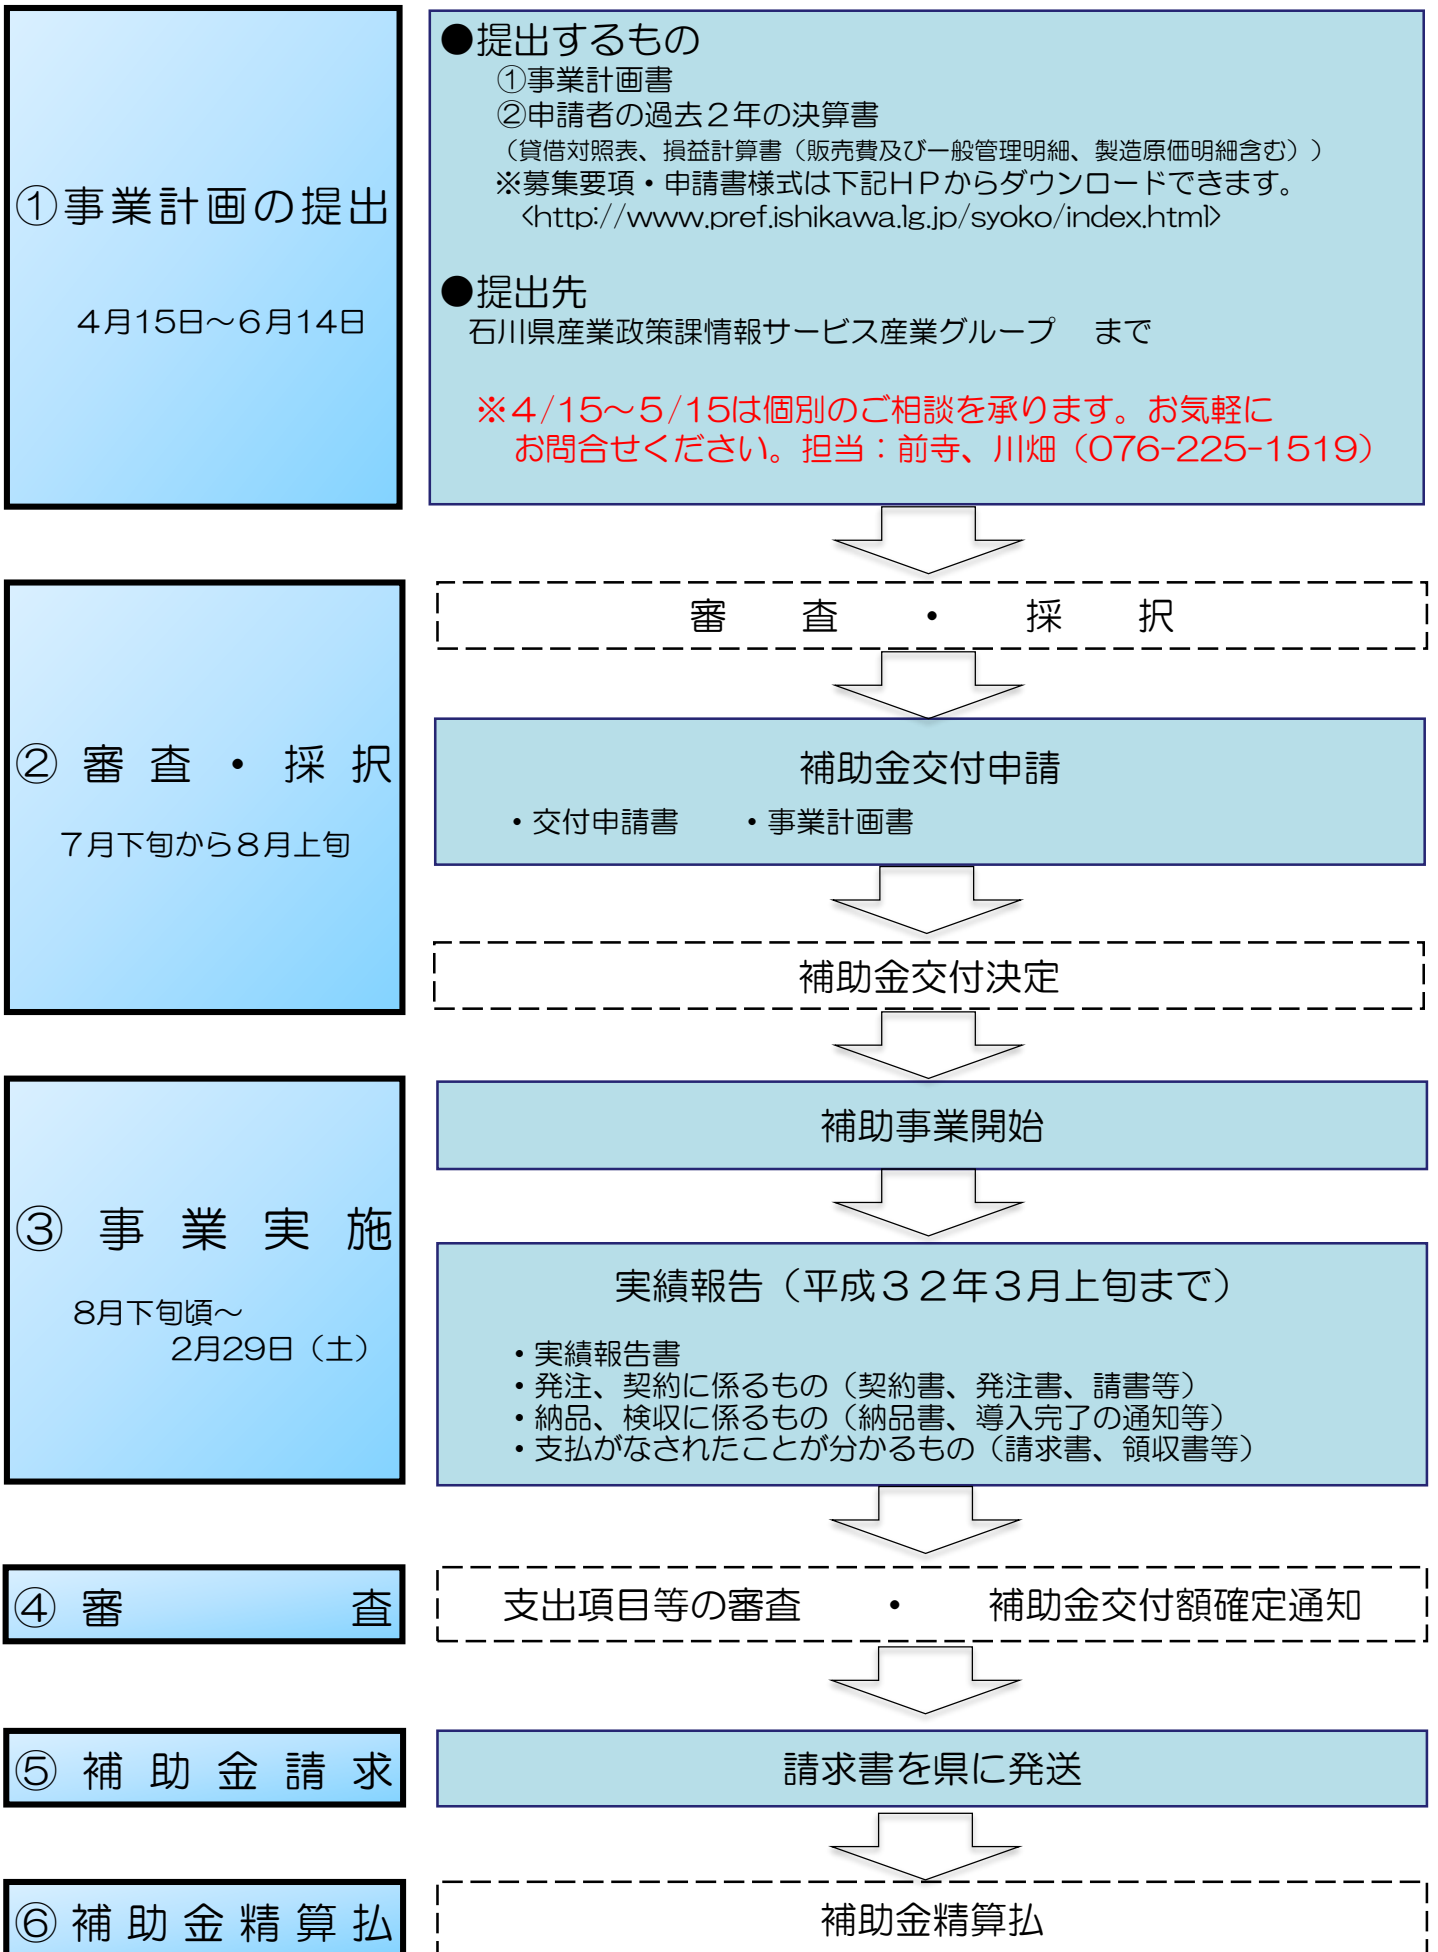 ①事業計画の提出
４月15日～６月14日
●提出するもの
①事業計画書
②申請者の過去２年の決算書
（貸借対照表、損益計算書（販売費及び一般管理明細、製造原価明細含む））
※募集要項・申請書様式は下記ＨＰからダウンロードできます。
<http://www.pref.ishikawa.lg.jp/syoko/index.html>
●提出先
石川県産業政策課情報サービス産業グループ　まで
※４/15～５/15は個別のご相談を承ります。お気軽に
お問合せください。担当：前寺、川畑（076-225-1519）
②審査・採択
７月下旬から８月上旬
審査・採択
補助金交付申請
・交付申請書　・事業計画書
補助金交付決定
③事業実施
８月下旬頃～
２月29日（土）
補助事業開始
実績報告（平成３２年３月上旬まで）
・実績報告書
・発注、契約に係るもの（契約書、発注書、請書等）
・納品、検収に係るもの（納品書、導入完了の通知等）
・支払がなされたことが分かるもの（請求書、領収書等）
④審査
支出項目等の審査　・　補助金交付額確定通知
⑤補助金請求
請求書を県に発送
⑥補助金精算払
補助金精算払